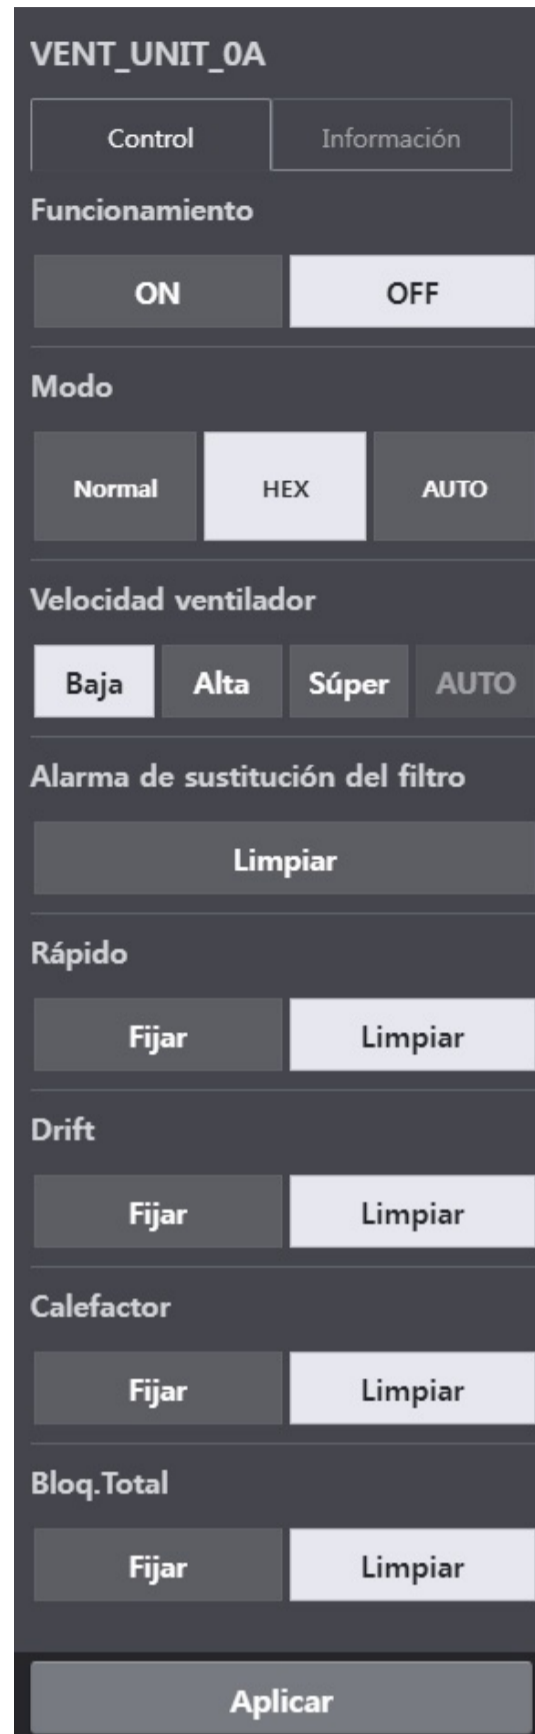 VENT_UNIT_0A
Control Información
Funcionamiento
ON OFF
Modo
Normal HEX AUTO
Velocidad ventilador
Baja Alta Súper AUTO
Alarma de sustitución del filtro
Limpiar
Rápido
Fijar Limpiar
Drift
Fijar Limpiar
Calefactor
Fijar Limpiar
Bloq.Total
Fijar Limpiar
Aplicar